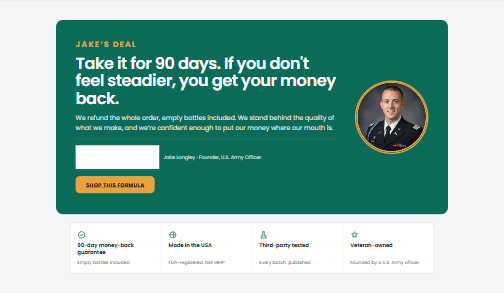 JAKE'S DEAL
Take it for 90 days. If you don't
feel steadier, you get your money
back.
We refund the whole order, empty bottles included. We stand behind the quality of
what we make, and we're confident enough to put our money where our mouth is.
Jake Langley · Founder, U.S. Army Officer
SHOP THIS FORMULA
90-day money-back
guarantee
Empty bottles included
Made in the USA
FDA-registered, NSF GMP
Third-party tested
Every batch, published
Veteran-owned
Founded by a U.S. Army officer